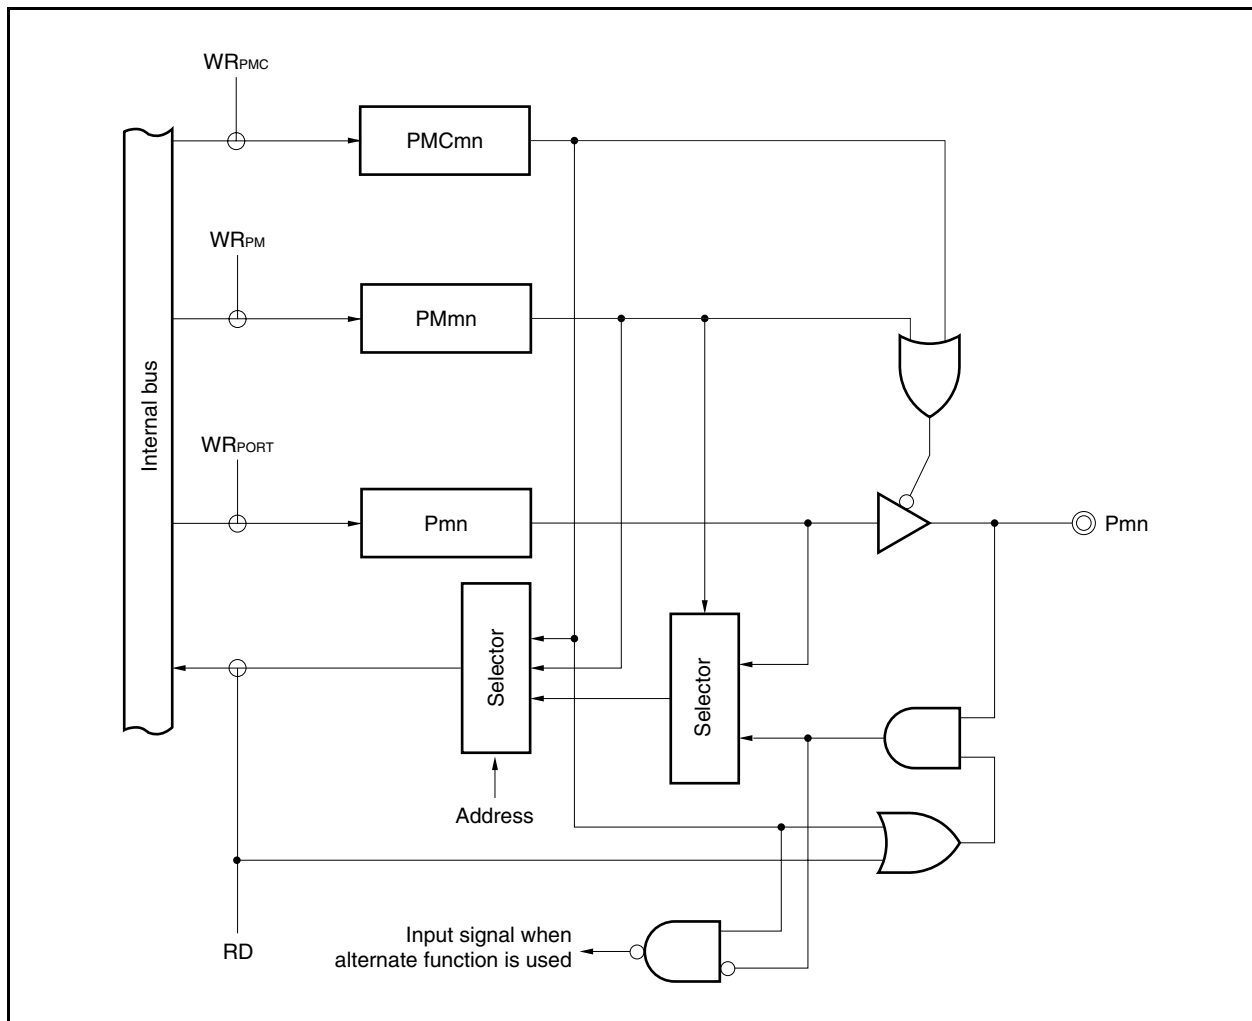 WRPMC
PMCmn
WRPM
PMmn
Internal bus
WRPORT
Pmn
Pmn
Selector
Selector
Address
RD
Input signal when
alternate function is used